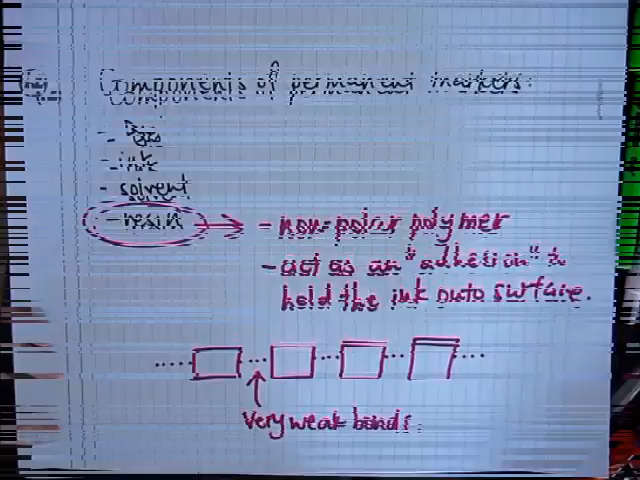 Components of permanent markers:
- ink
- solvent
- resin → - non-polar polymer
- act as an "adhesion" to
hold the ink onto surface.
..... ... ... ... ...
Very weak bonds.